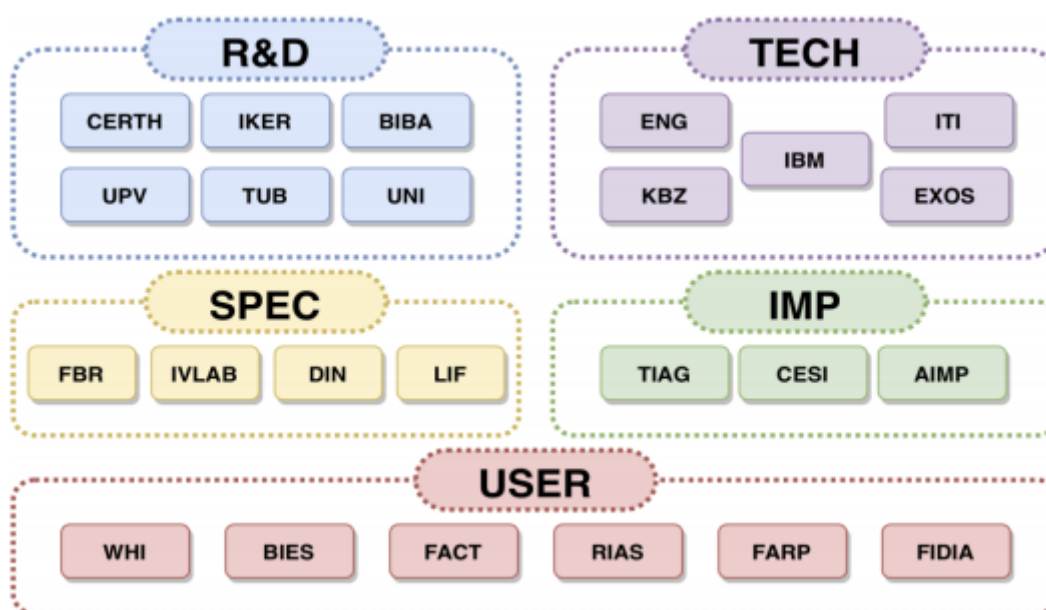 R&D
CERTH IKER BIBA
UPV TUB UNI
TECH
ENG ITI
IBM
KBZ EXOS
SPEC
FBR IVLAB DIN LIF
IMP
TIAG CESI AIMP
USER
WHI BIES FACT RIAS FARP FIDIA